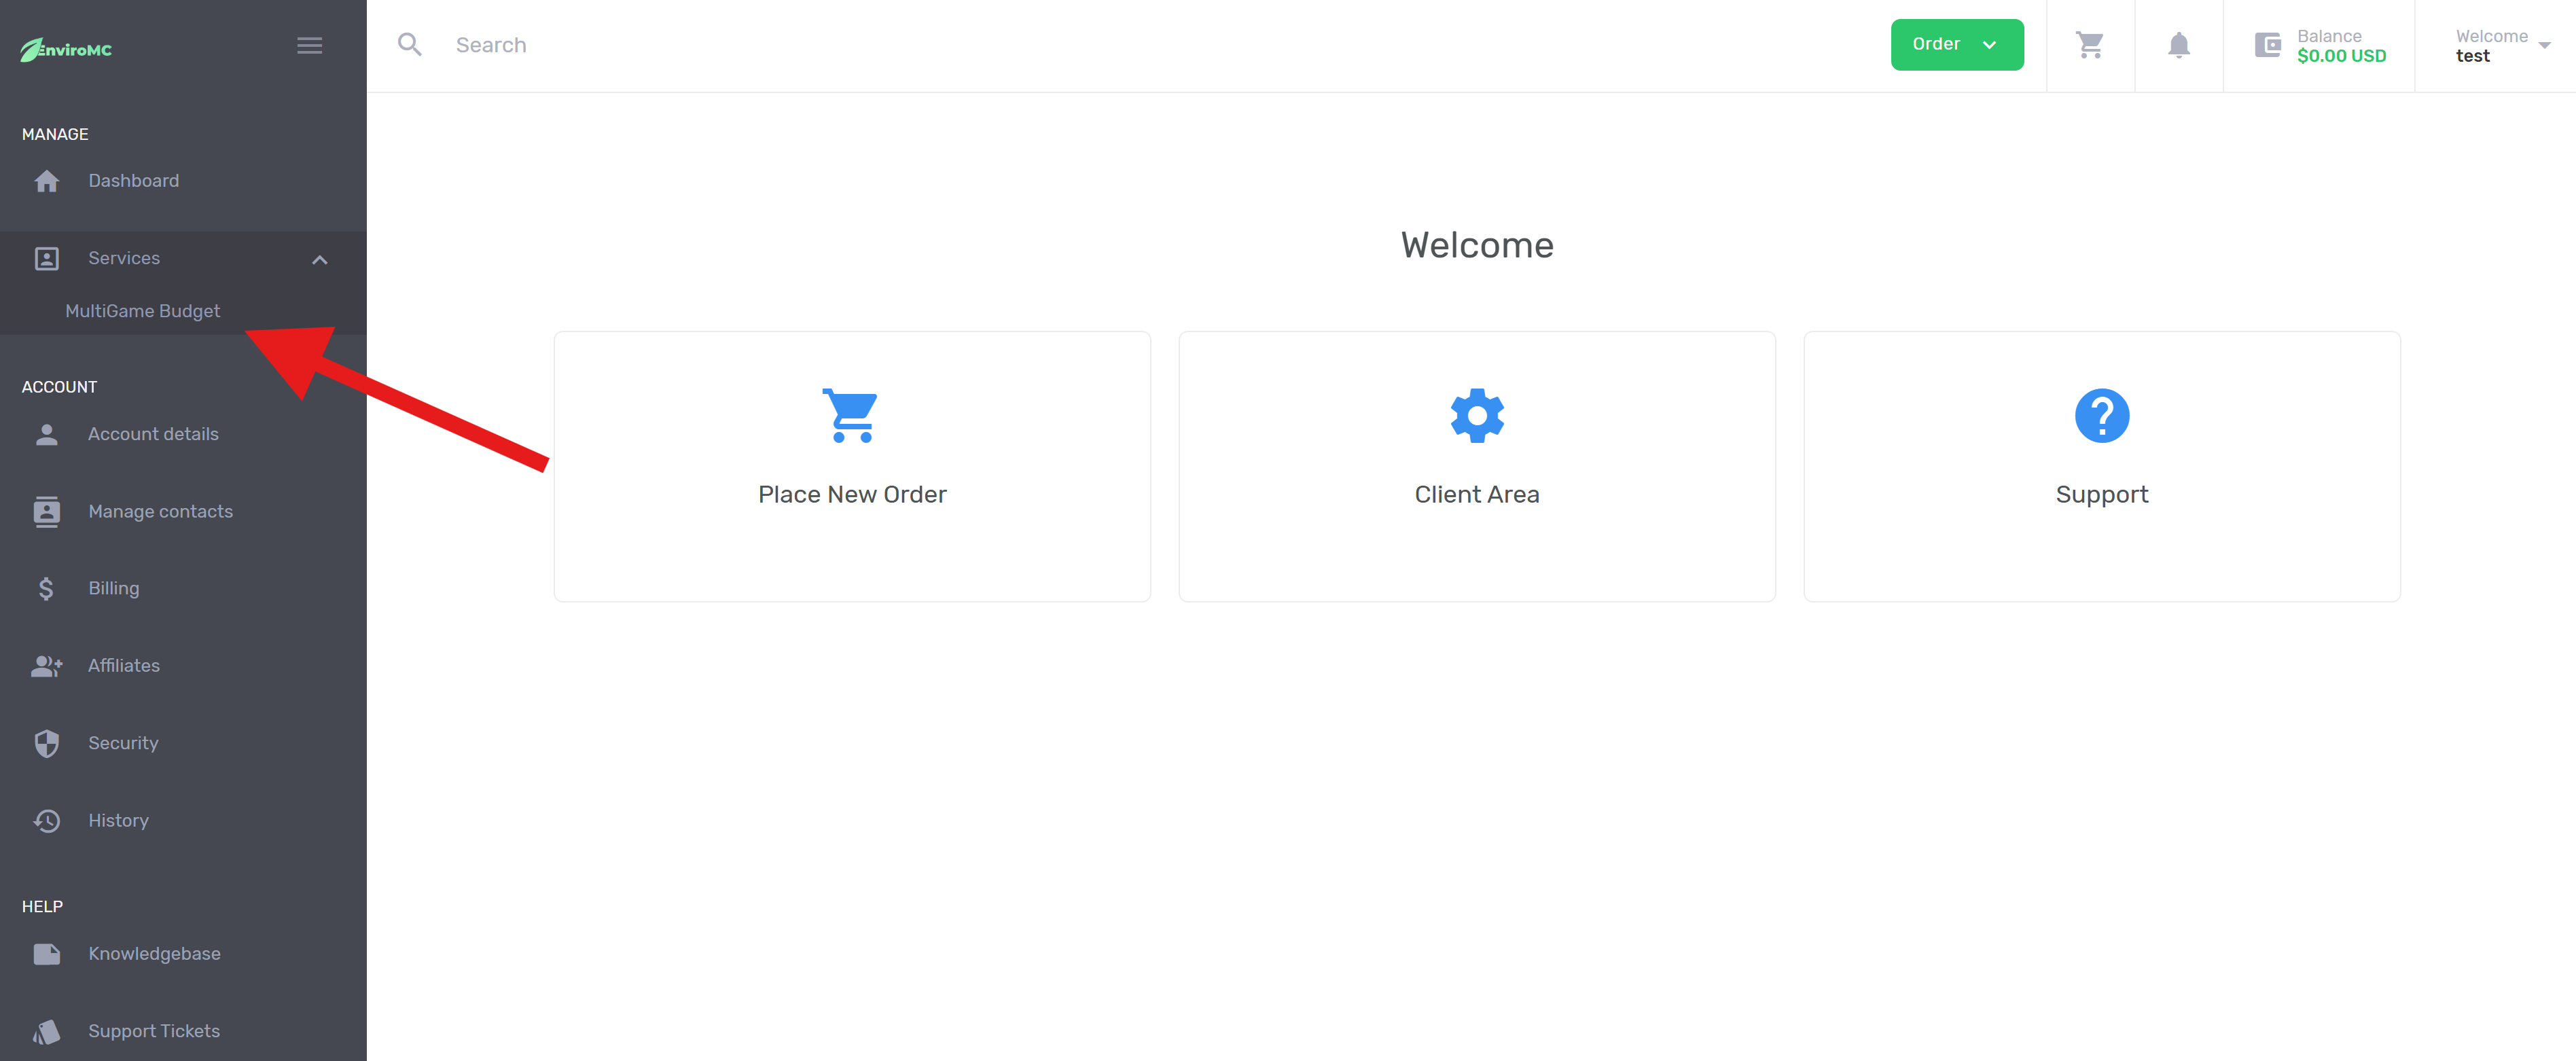 EnviroMC
MANAGE
Dashboard
Services
MultiGame Budget
ACCOUNT
Account details
Manage contacts
Billing
Affiliates
Security
History
HELP
Knowledgebase
Support Tickets
Search
Order
Balance
$0.00 USD
Welcome
test
Welcome
Place New Order
Client Area
Support